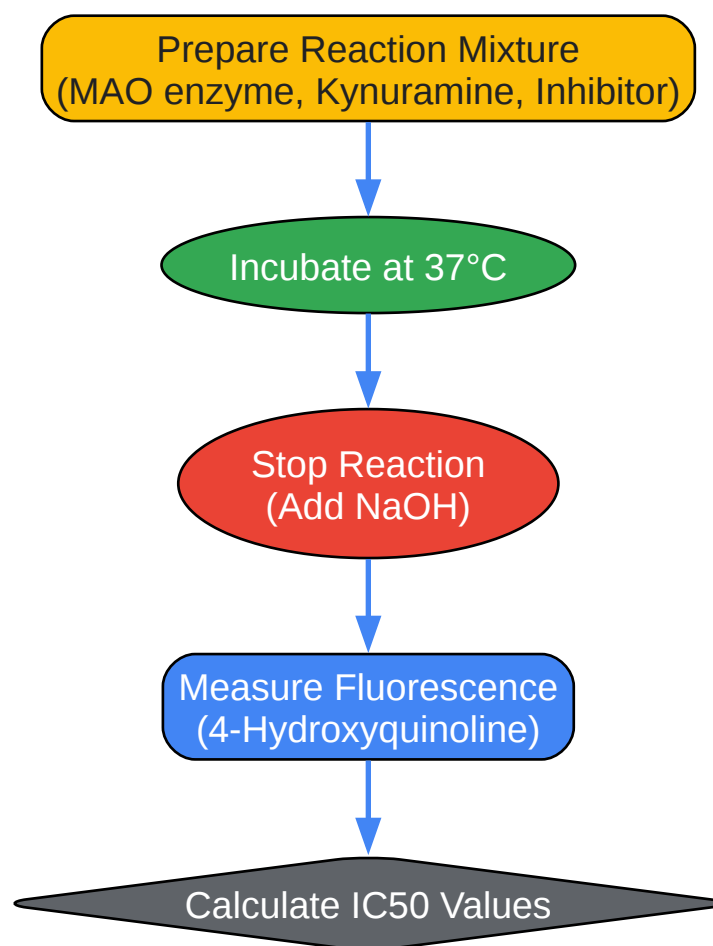 Prepare Reaction Mixture
(MAO enzyme, Kynuramine, Inhibitor)
Incubate at 37°C
Stop Reaction
(Add NaOH)
Measure Fluorescence
(4-Hydroxyquinoline)
Calculate IC50 Values